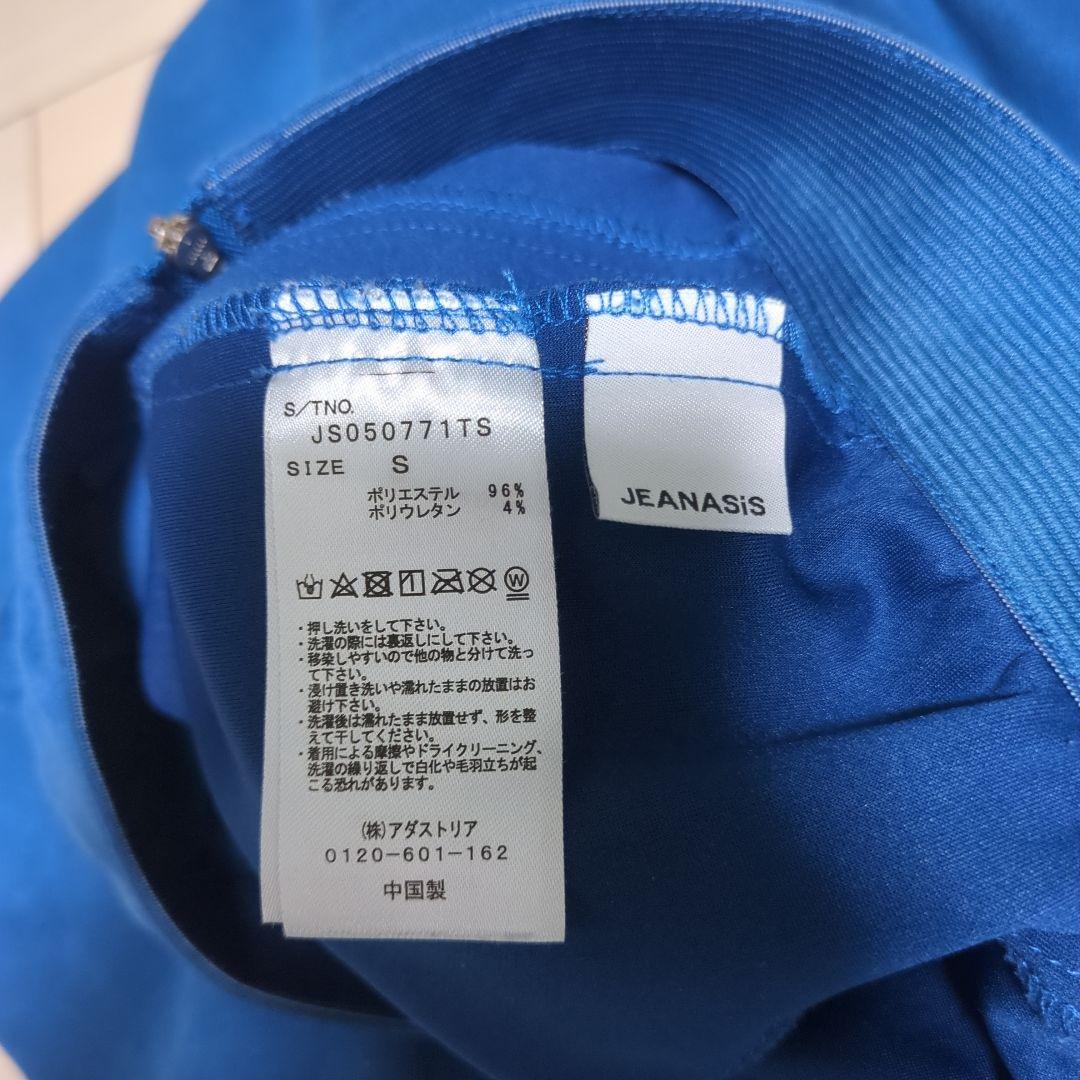 S/TNO.
JS050771TS
SIZE S
ポリエステル 96%
ポリウレタン 4%
W
・押し洗いをして下さい。
・洗濯の際には裏返しにして下さい。
・移染しやすいので他の物と分けて洗っ
て下さい。
・浸け置き洗いや濡れたままの放置はお
避け下さい。
・洗濯後は濡れたまま放置せず、形を整
えて干してください。
・着用による摩擦やドライクリーニング、
洗濯の繰り返しで白化や毛羽立ちが起
こる恐れがあります。
(株)アダストリア
0120-601-162
中国製
JEANASiS